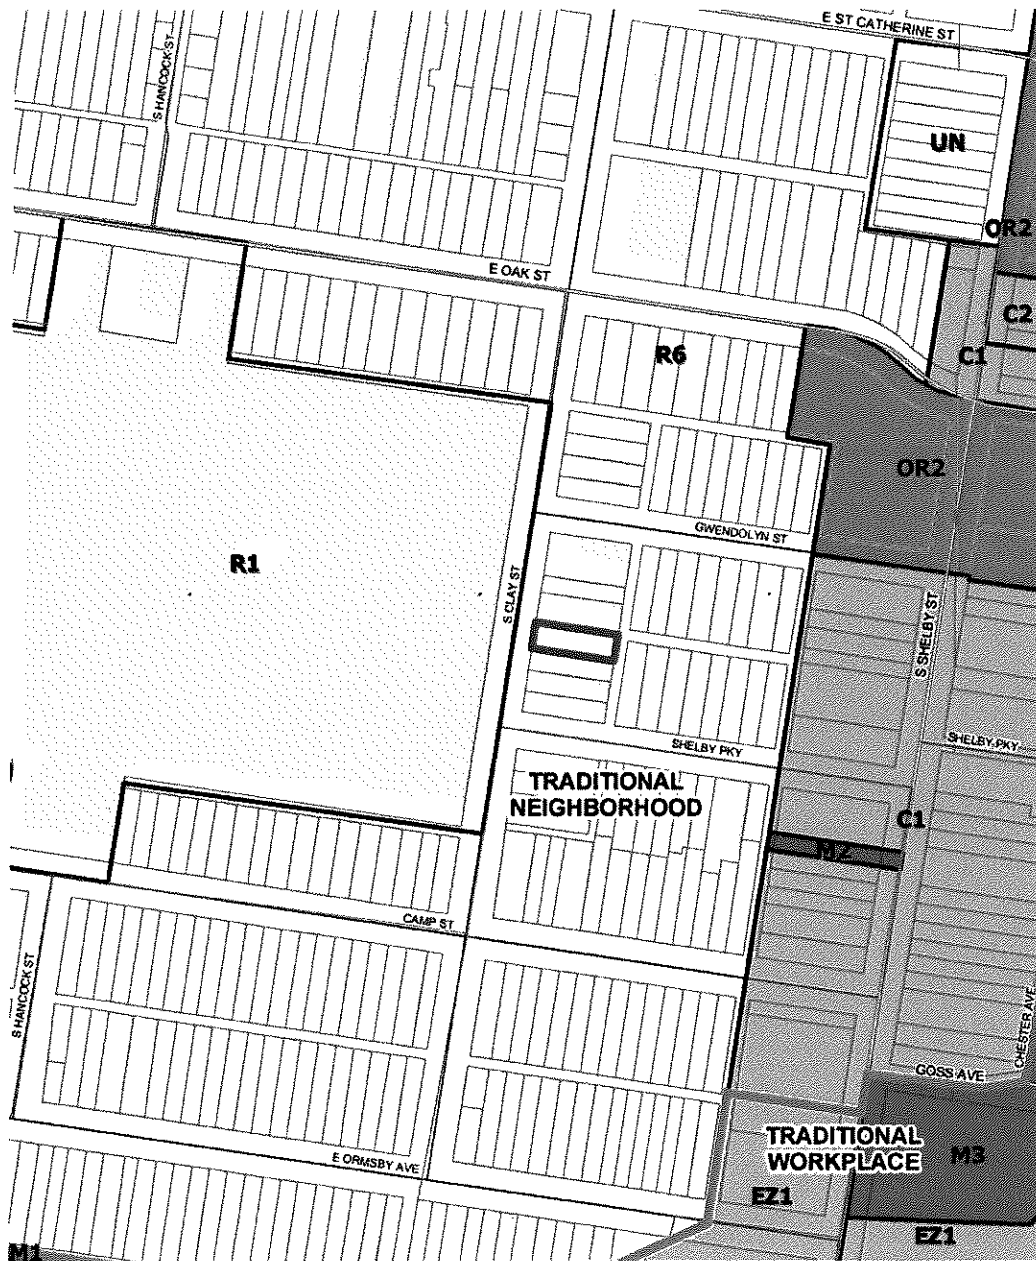 E ST CATHERINE ST
S HANCOCK ST
UN
OR2
E OAK ST
C2
R6
C1
OR2
GWENDOLYN ST
R1
S CLAY ST
S SHELBY ST
SHELBY PKY
SHELBY PKY
TRADITIONAL
NEIGHBORHOOD
C1
M2
CAMP ST
S HANCOCK ST
CHESTER AVE
GOSS AVE
TRADITIONAL
WORKPLACE
M3
E ORMSBY AVE
EZ1
EZ1
M1